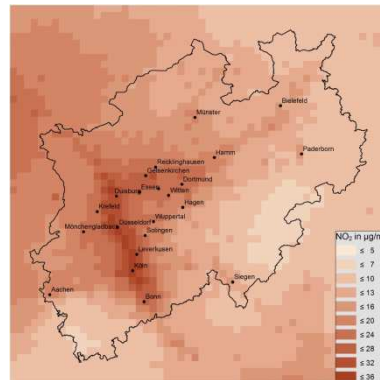 Münster
Bielefeld
Hamm
Paderborn
Recklinghausen
Gelsenkirchen
Dortmund
Essen
Duisburg
Witten
Krefeld
Hagen
Düsseldorf
Wuppertal
Mönchengladbach
Solingen
Leverkusen
Köln
Siegen
Aachen
Bonn
NO₂ in µg/m
≤ 5
≤ 7
≤ 10
≤ 13
≤ 16
≤ 20
≤ 24
≤ 28
≤ 32
≤ 36